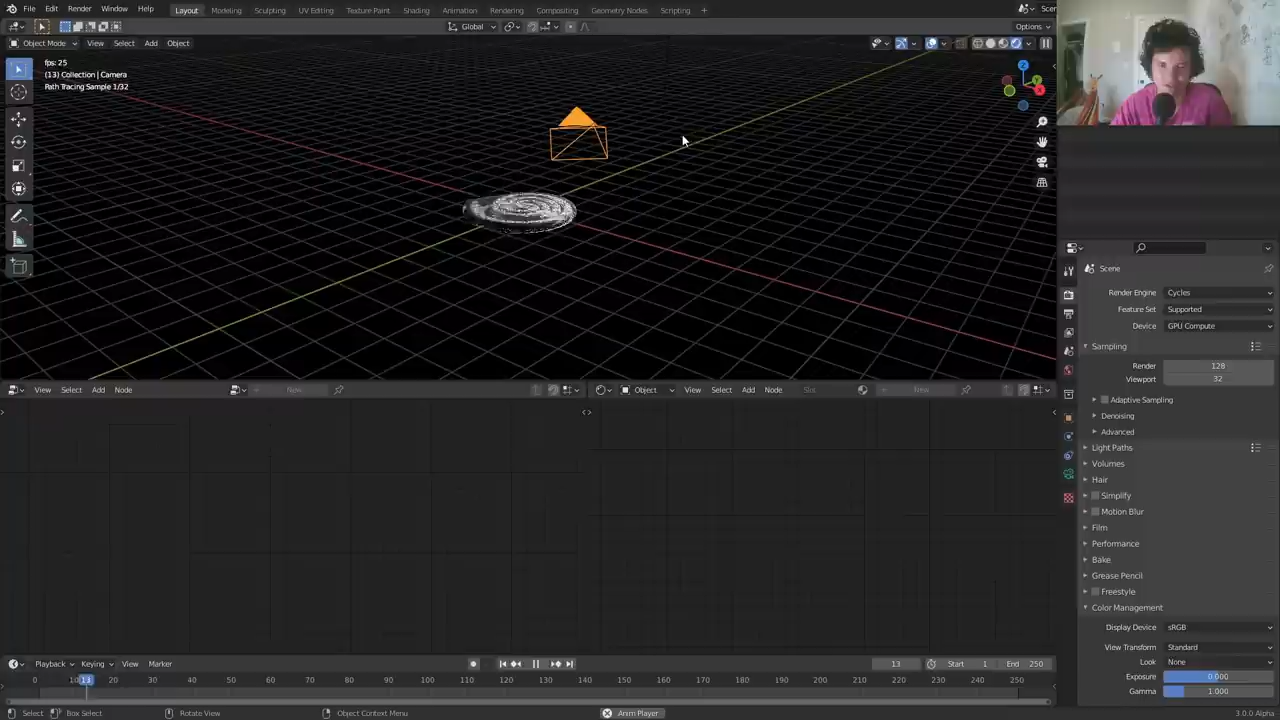 File Edit Render Window Help Layout Modeling Sculpting UV Editing Texture Paint Shading Animation Rendering Compositing Geometry Nodes Scripting + Scen
Global Options
Object Mode View Select Add Object
fps: 25
(13) Collection | Camera
Path Tracing Sample 1/32
Z
Y
X
Scene
Render Engine Cycles
Feature Set Supported
Device GPU Compute
Sampling
Render 128
Viewport 32
Adaptive Sampling
Denoising
Advanced
Light Paths
Volumes
Hair
Simplify
Motion Blur
Film
Performance
Bake
Grease Pencil
Freestyle
Color Management
Display Device sRGB
View Transform Standard
Look None
Exposure 0.000
Gamma 1.000
View Select Add Node + New
Object View Select Add Node Slot + New
Playback Keying View Marker 13 Start 1 End 250
0 10 13 20 30 40 50 60 70 80 90 100 110 120 130 140 150 160 170 180 190 200 210 220 230 240 250
Select Box Select Rotate View Object Context Menu Anim Player 3.0.0 Alpha